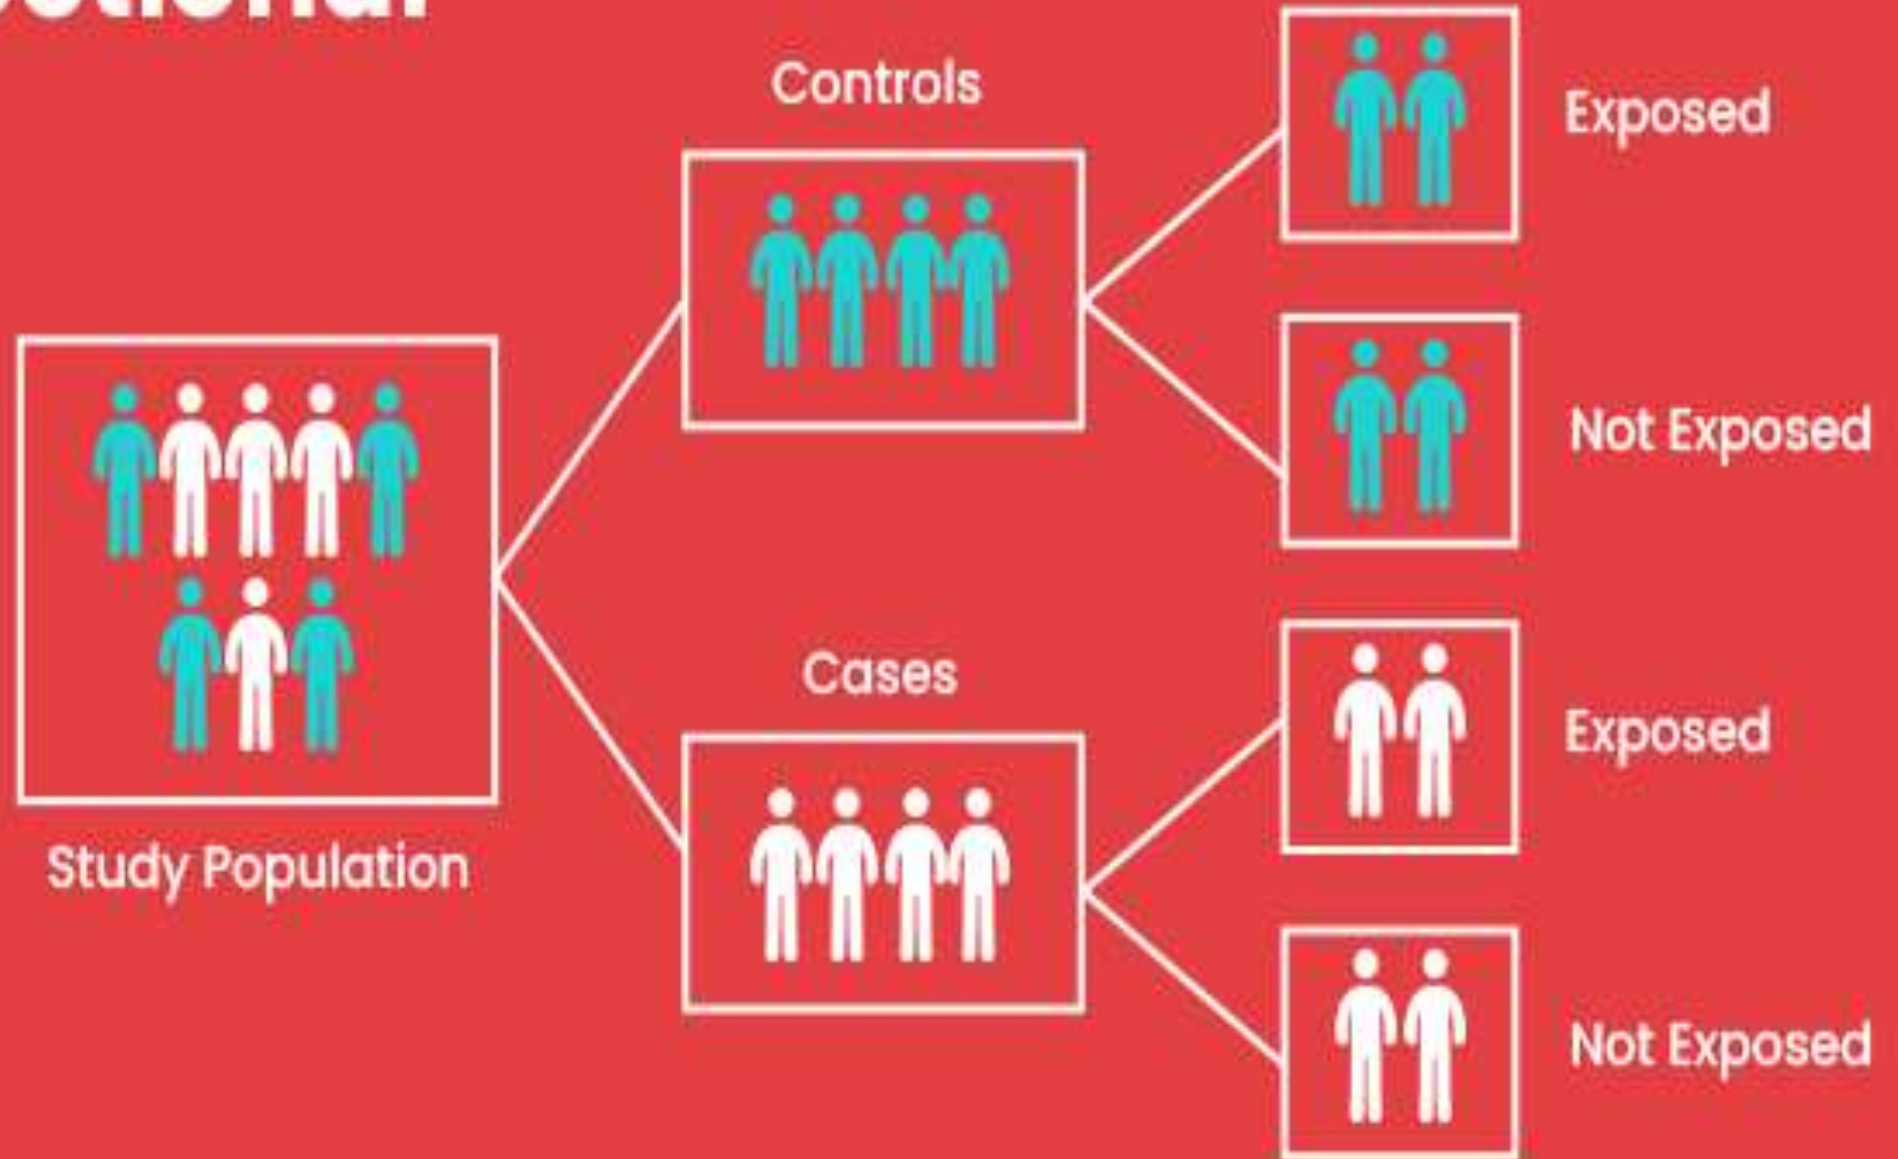 Controls
Exposed
Not Exposed
Study Population
Cases
Exposed
Not Exposed